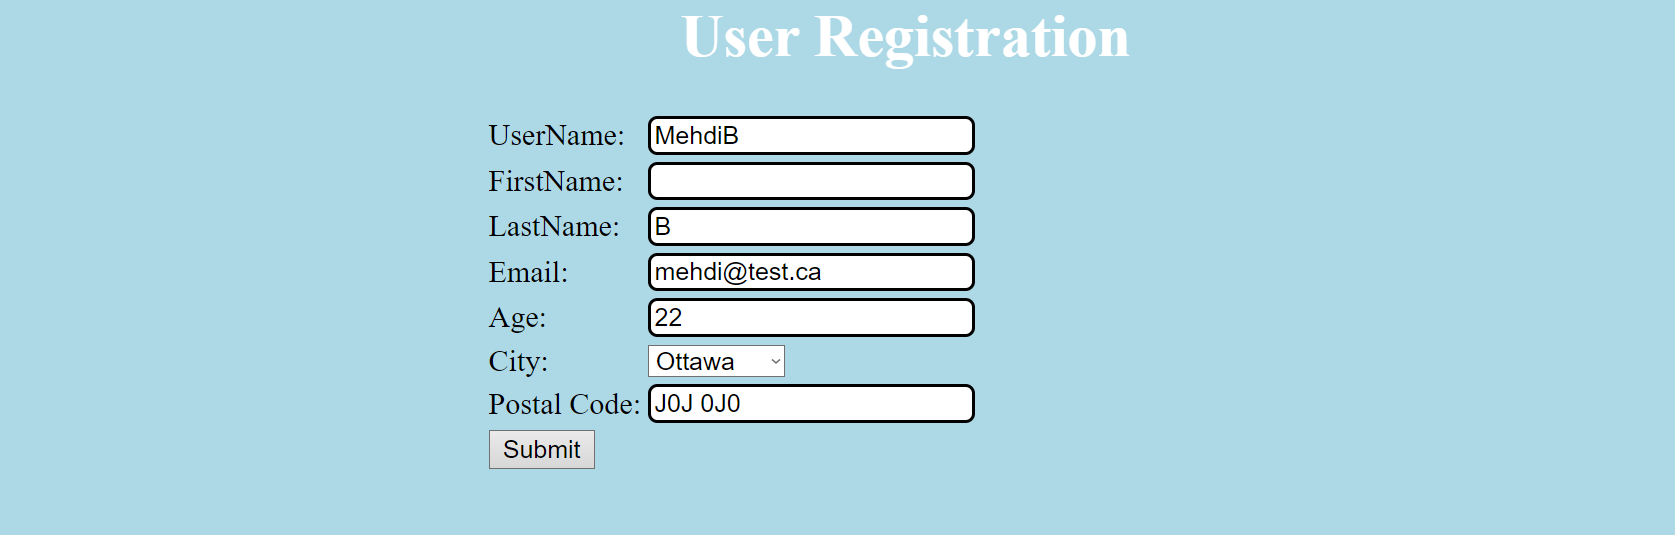 User Registration
UserName: MehdiB
FirstName:
LastName: B
Email: mehdi@test.ca
Age: 22
City: Ottawa
Postal Code: J0J 0J0
Submit